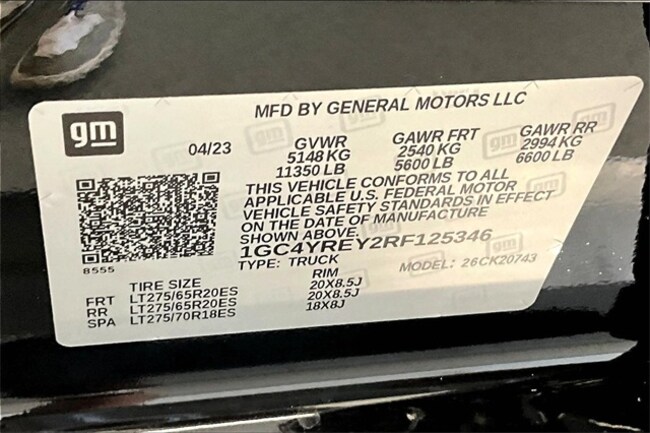 gm
MFD BY GENERAL MOTORS LLC
04/23
GVWR
5148 KG
11350 LB
GAWR FRT
2540 KG
5600 LB
GAWR RR
2994 KG
6600 LB
THIS VEHICLE CONFORMS TO ALL
APPLICABLE U.S. FEDERAL MOTOR
VEHICLE SAFETY STANDARDS IN EFFECT
ON THE DATE OF MANUFACTURE
SHOWN ABOVE.
1GC4YREY2RF125346
TYPE: TRUCK
MODEL: 26CK20743
8555
TIRE SIZE RIM
FRT LT275/65R20ES 20X8.5J
RR LT275/65R20ES 20X8.5J
SPA LT275/70R18ES 18X8J